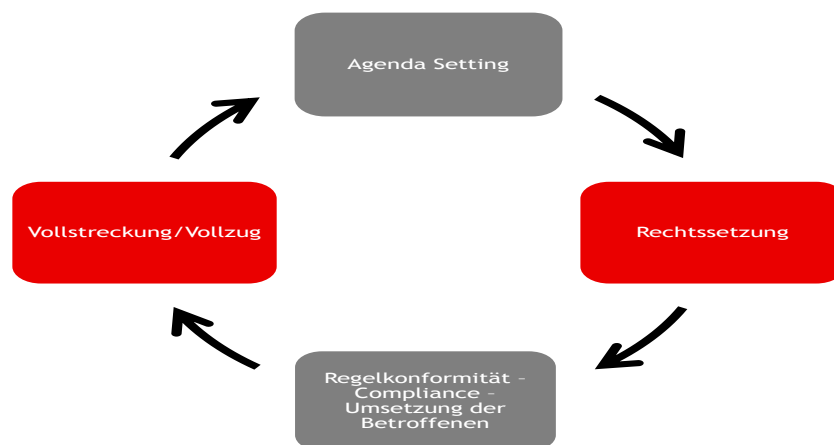 Agenda Setting
Vollstreckung/Vollzug
Rechtssetzung
Regelkonformität -
Compliance -
Umsetzung der
Betroffenen